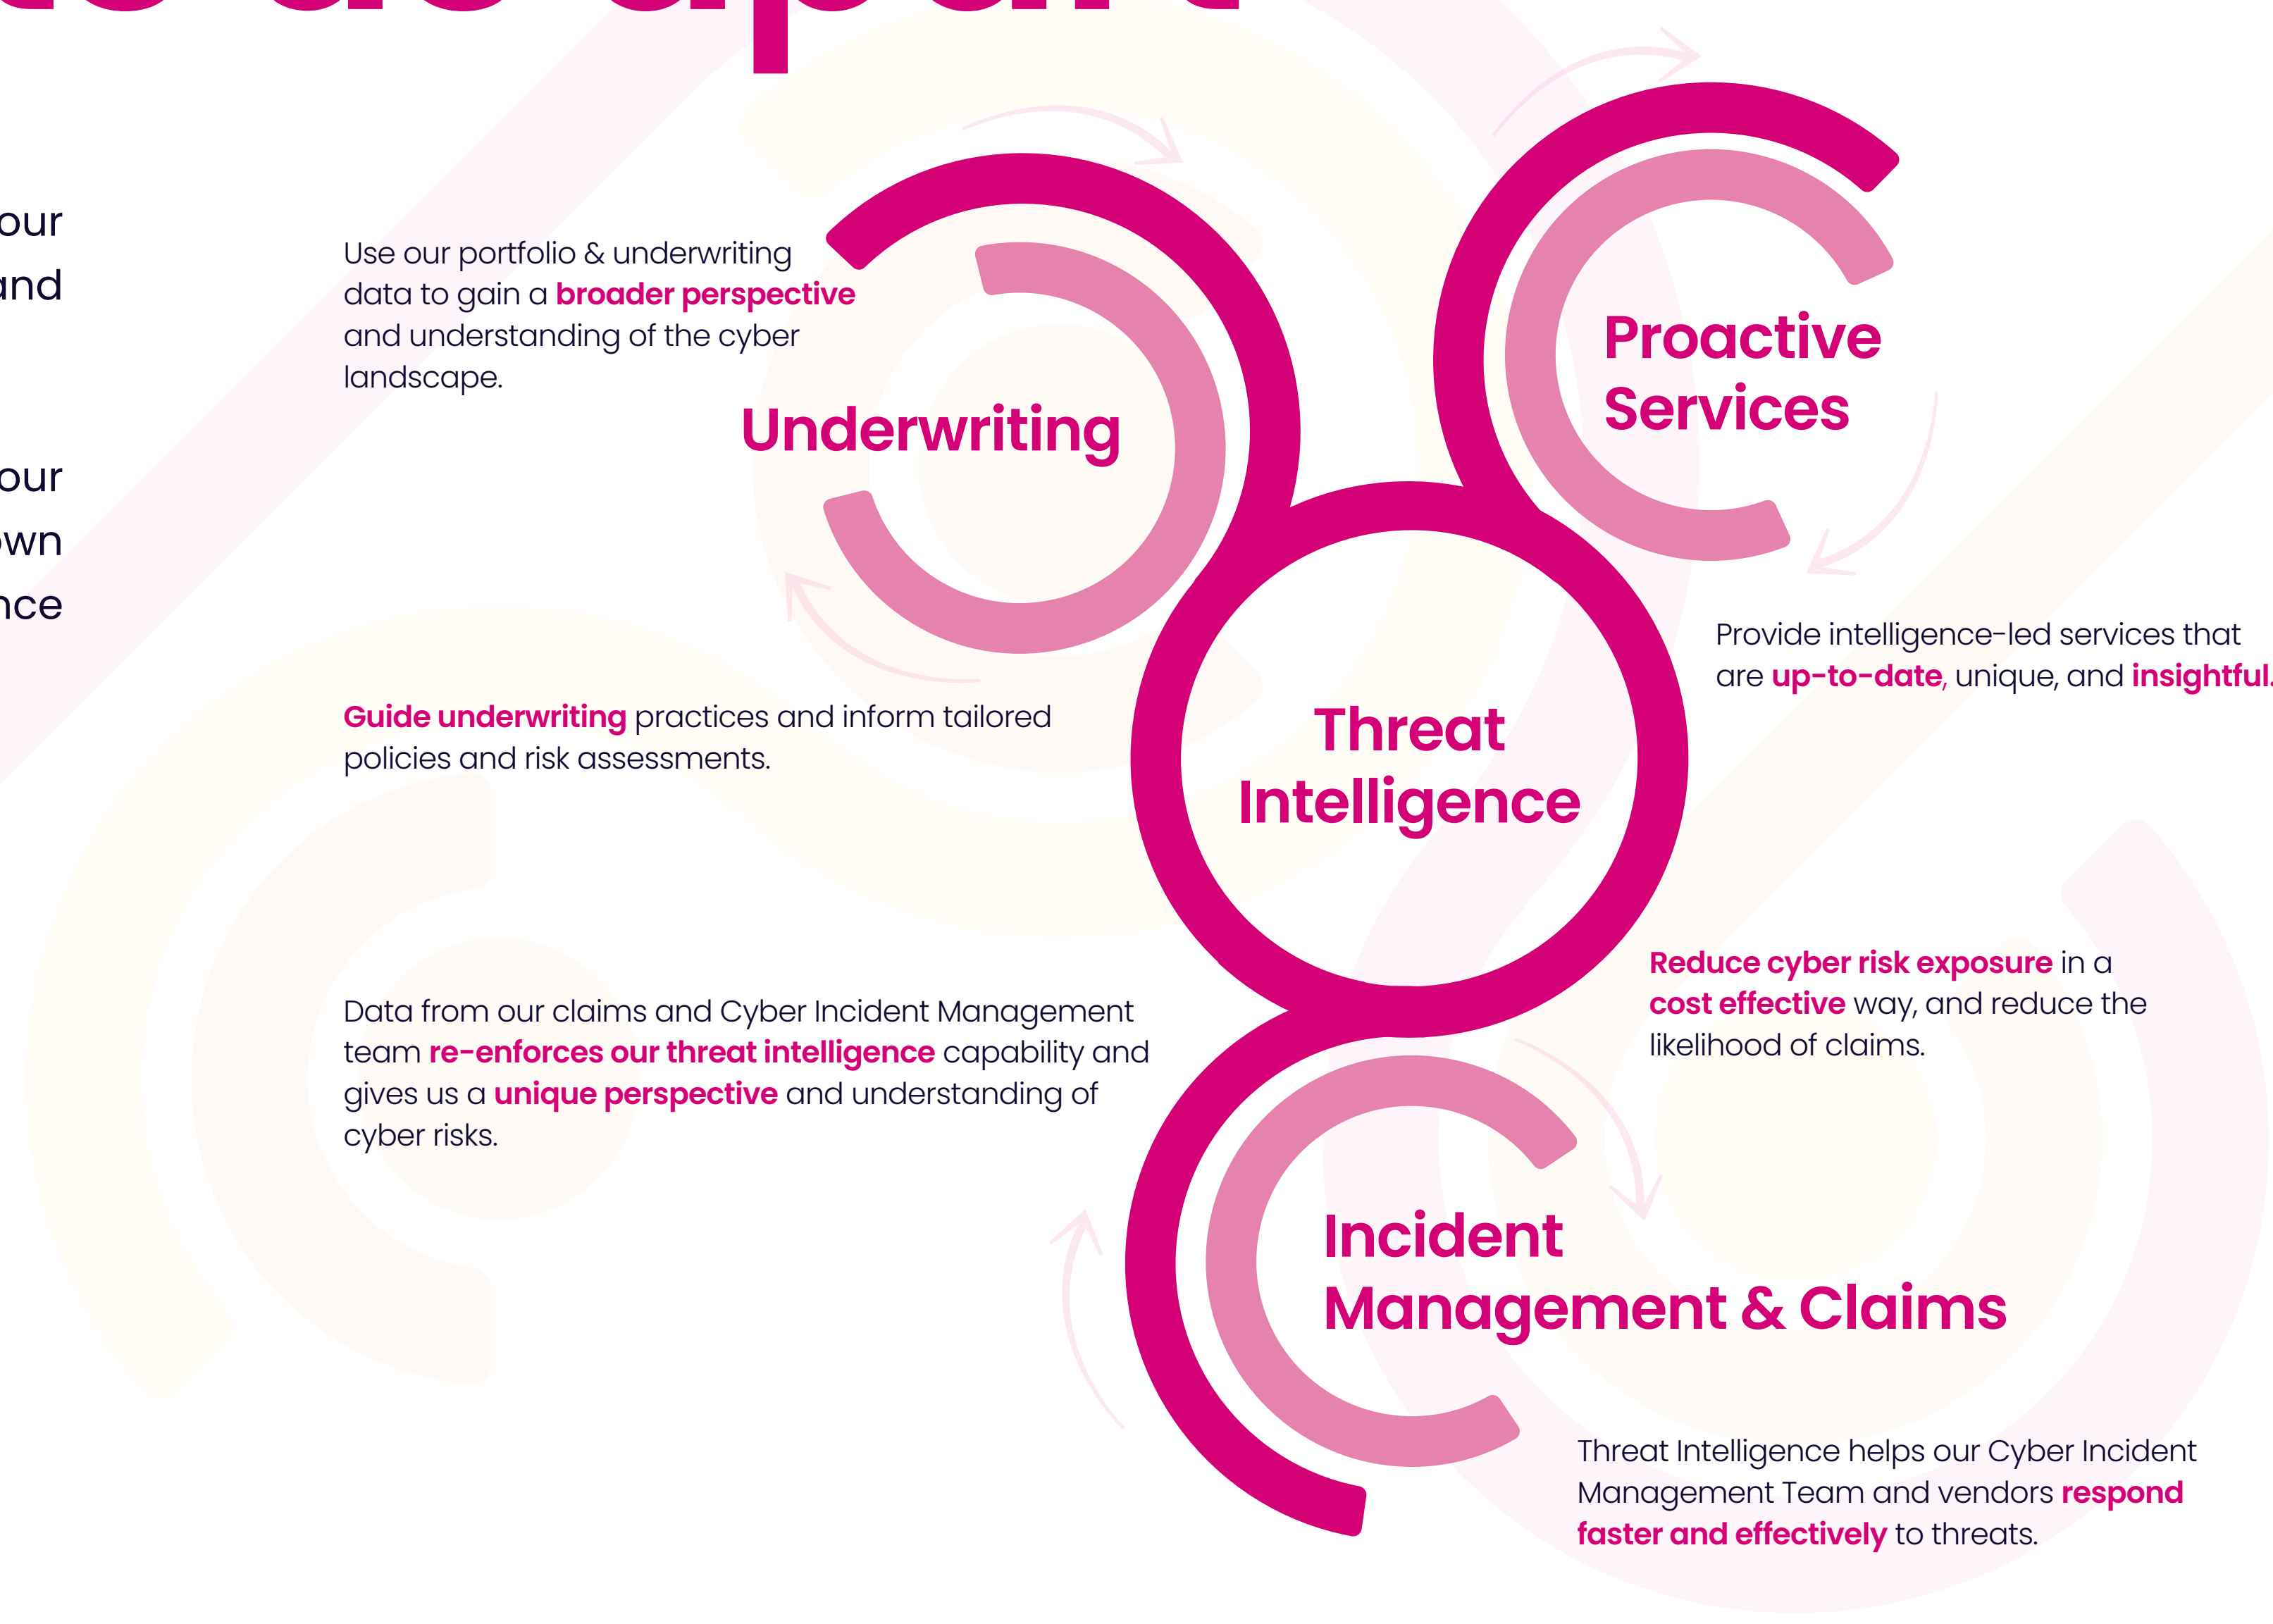 our
and
our
own
Use our portfolio & underwriting
data to gain a broader perspective
and understanding of the cyber
landscape.
Underwriting
Proactive
Services
Guide underwriting practices and inform tailored
policies and risk assessments.
Provide intelligence-led services that
are up-to-date, unique, and insightful.
Threat
Intelligence
Data from our claims and Cyber Incident Management
team re-enforces our threat intelligence capability and
gives us a unique perspective and understanding of
cyber risks.
Reduce cyber risk exposure in a
cost effective way, and reduce the
likelihood of claims.
Incident
Management & Claims
Threat Intelligence helps our Cyber Incident
Management Team and vendors respond
faster and effectively to threats.